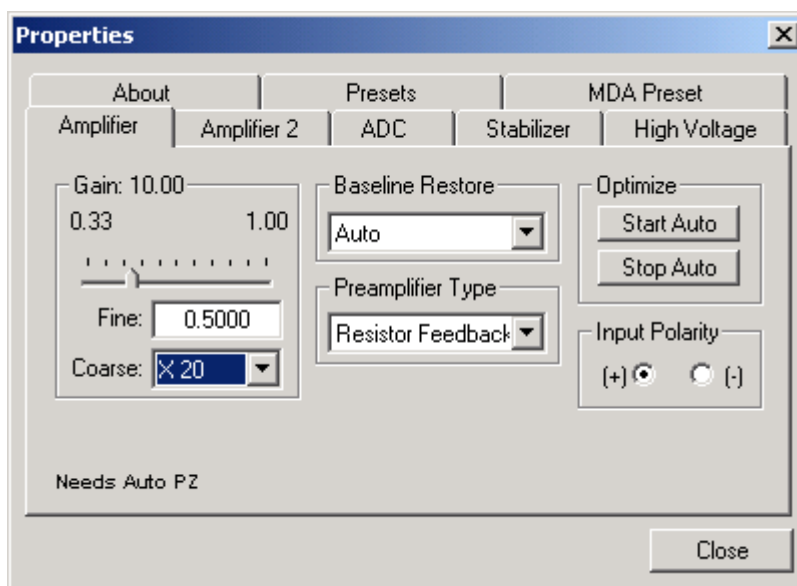 Properties
About Presets MDA Preset
Amplifier Amplifier 2 ADC Stabilizer High Voltage
Gain: 10.00
0.33 1.00
Fine: 0.5000
Coarse: X 20
Baseline Restore
Auto
Preamplifier Type
Resistor Feedback
Optimize
Start Auto
Stop Auto
Input Polarity
(+) (-)
Needs Auto PZ
Close